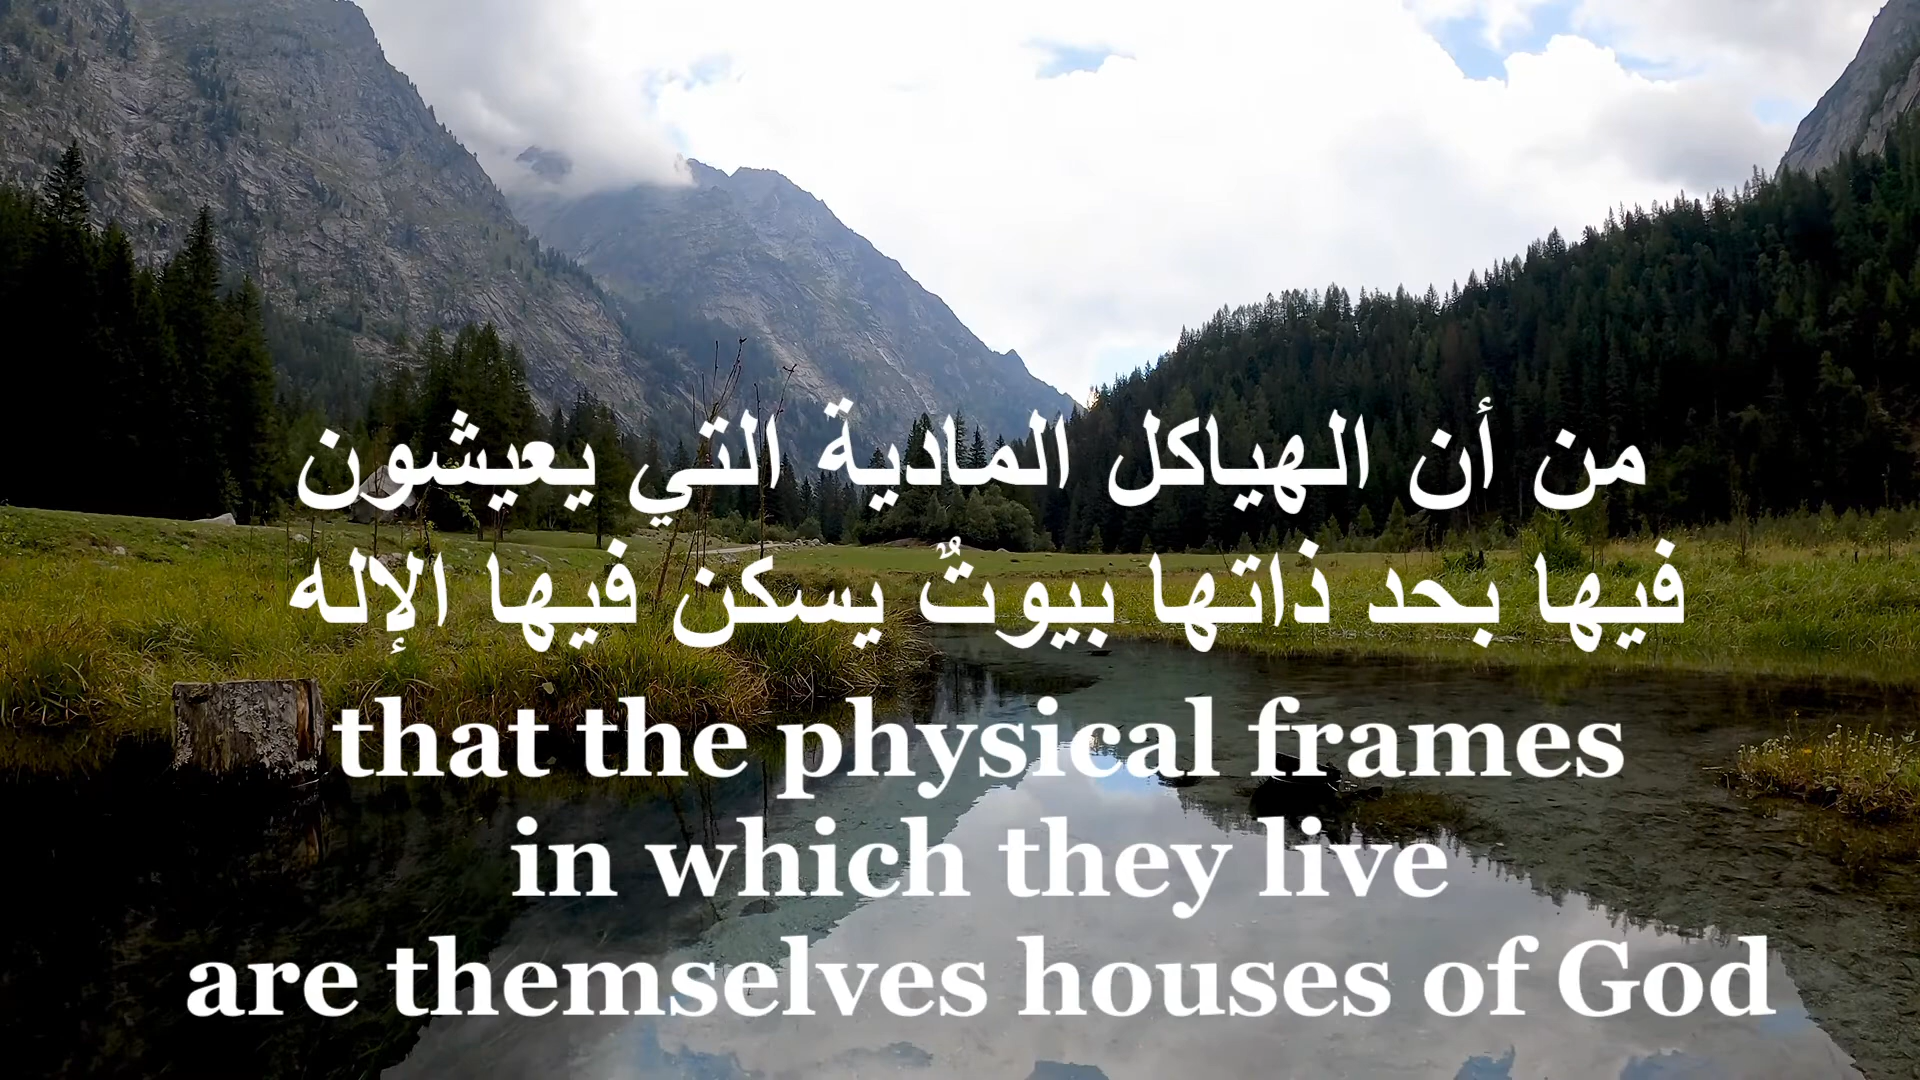 من أن الهياكل المادية التي يعيشون
فيها بحد ذاتها بيوتٌ يسكن فيها الإله
that the physical frames
in which they live
are themselves houses of God